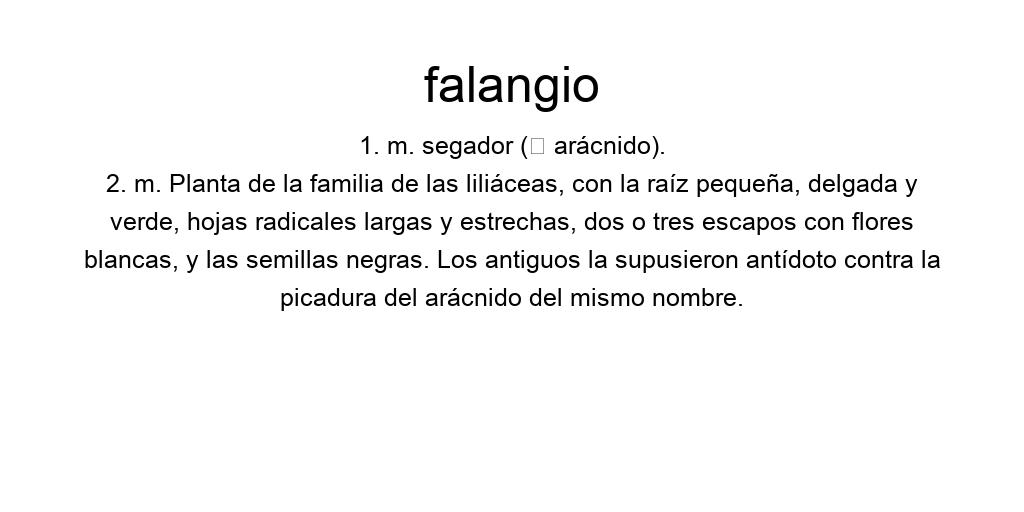 falangio
1. m. segador (□ arácnido).
2. m. Planta de la familia de las liliáceas, con la raíz pequeña, delgada y
verde, hojas radicales largas y estrechas, dos o tres escapos con flores
blancas, y las semillas negras. Los antiguos la supusieron antídoto contra la
picadura del arácnido del mismo nombre.